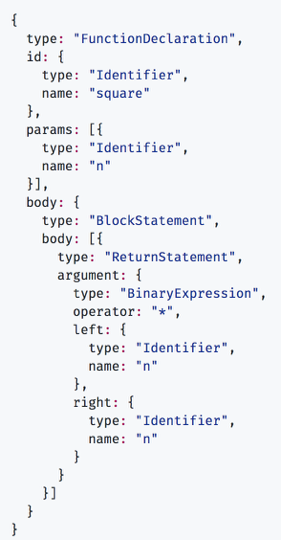 {
  type: "FunctionDeclaration",
  id: {
    type: "Identifier",
    name: "square"
  },
  params: [{
    type: "Identifier",
    name: "n"
  }],
  body: {
    type: "BlockStatement",
    body: [{
      type: "ReturnStatement",
      argument: {
        type: "BinaryExpression",
        operator: "*",
        left: {
          type: "Identifier",
          name: "n"
        },
        right: {
          type: "Identifier",
          name: "n"
        }
      }
    }]
  }
}